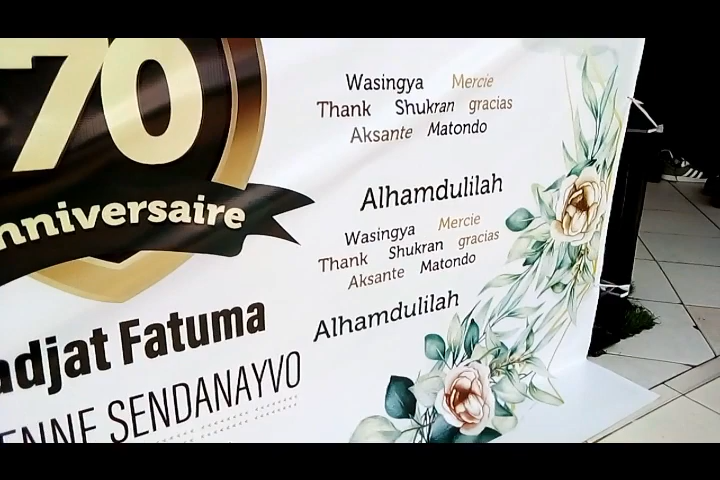 70
nniversaire
adjat Fatuma
ENNE SENDANAYVO
Wasingya Mercie
Thank Shukran gracias
Aksante Matondo
Alhamdulilah
Wasingya Mercie
Thank Shukran gracias
Aksante Matondo
Alhamdulilah